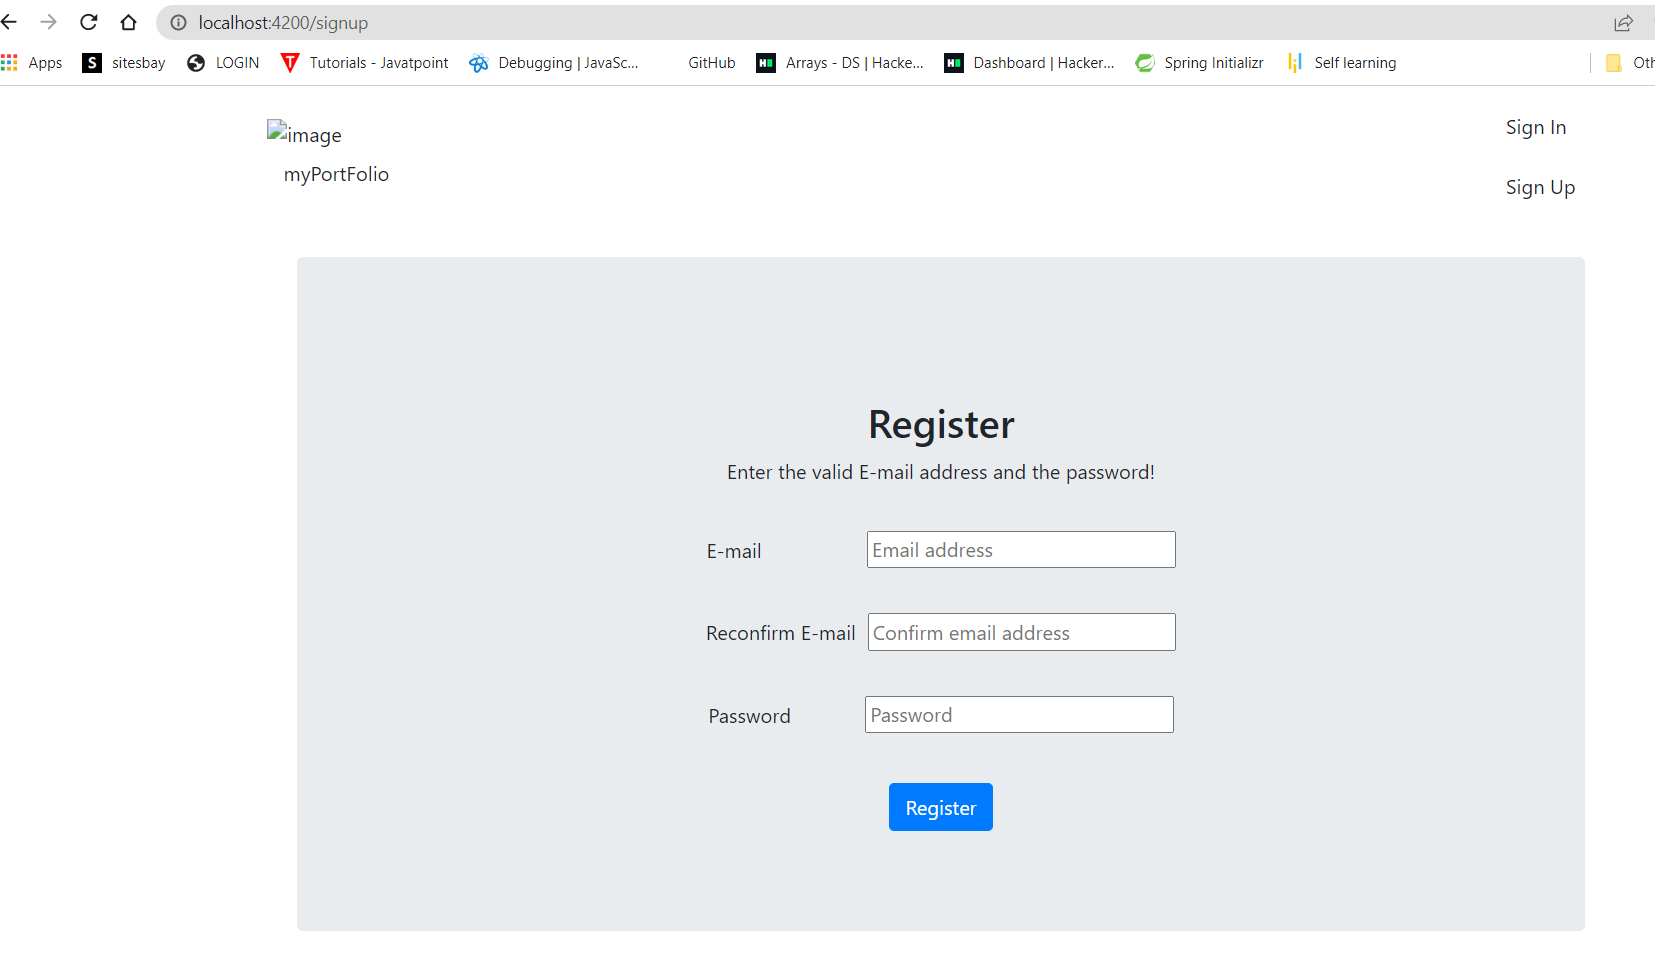 localhost:4200/signup
Apps sitesbay LOGIN Tutorials - Javatpoint Debugging | JavaSc... GitHub Arrays - DS | Hacke... Dashboard | Hacker... Spring Initializr Self learning Oth
image
myPortFolio
Sign In
Sign Up
Register
Enter the valid E-mail address and the password!
E-mail Email address
Reconfirm E-mail Confirm email address
Password Password
Register